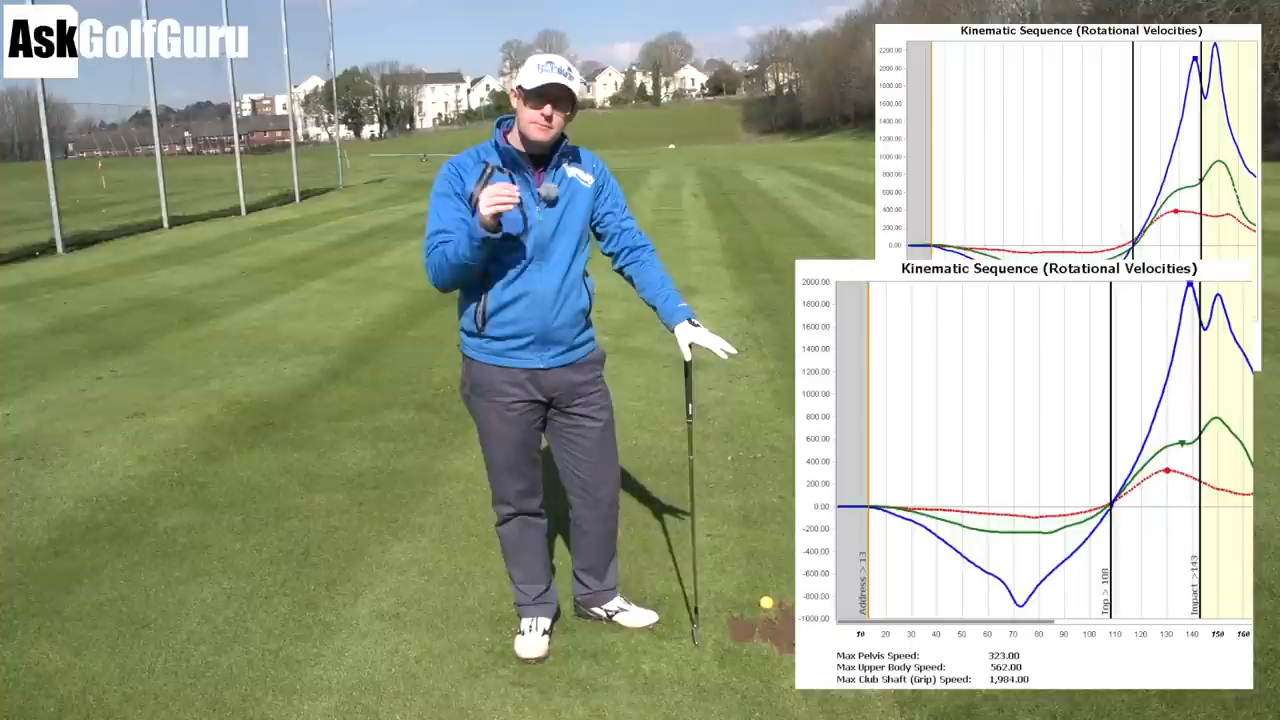 AskGolfGuru
Kinematic Sequence (Rotational Velocities)
2200.00
2000.00
1800.00
1600.00
1400.00
1200.00
1000.00
800.00
600.00
400.00
200.00
0.00
Kinematic Sequence (Rotational Velocities)
2000.00
1800.00
1600.00
1400.00
1200.00
1000.00
800.00
600.00
400.00
200.00
0.00
-200.00
-400.00
-600.00
-800.00
-1000.00
Address > 13
Top > 108
Impact >143
10 20 30 40 50 60 70 80 90 100 110 120 130 140 150 160
Max Pelvis Speed: 323.00
Max Upper Body Speed: 562.00
Max Club Shaft (Grip) Speed: 1,984.00